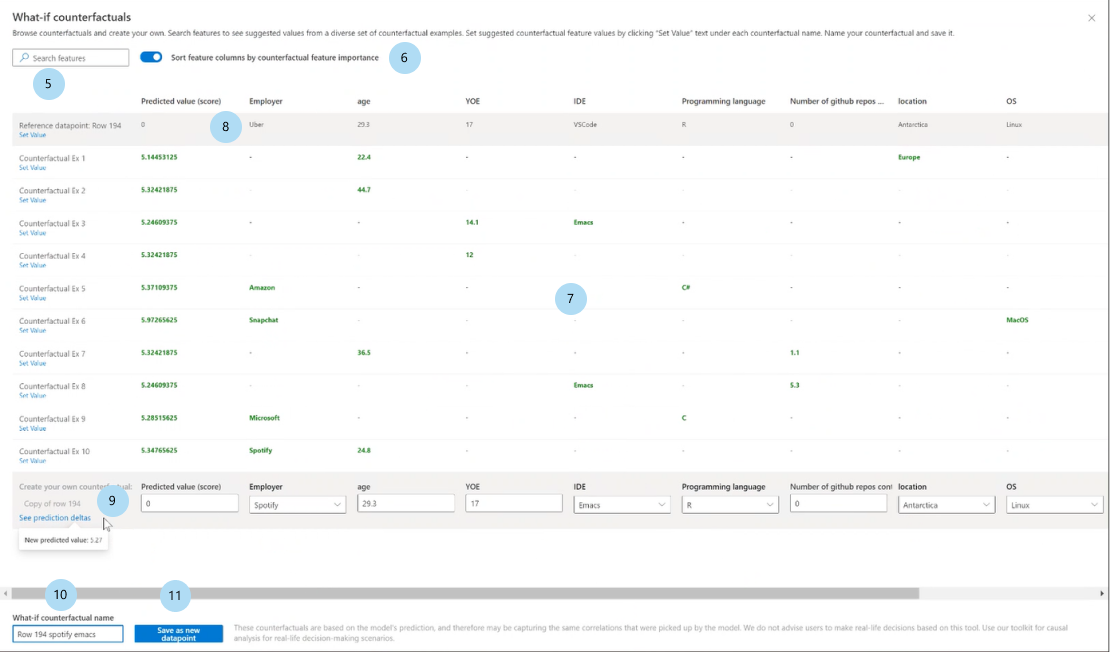 What-if counterfactuals
Browse counterfactuals and create your own. Search features to see suggested values from a diverse set of counterfactual examples. Set suggested counterfactual feature values by clicking "Set Value" text under each counterfactual name. Name your counterfactual and save it.
Search features Sort feature columns by counterfactual feature importance 6
5
Predicted value (score) Employer age YOE IDE Programming language Number of github repos ... location OS
Reference datapoint: Row 194 0 8 Uber 29.3 17 VSCode R 0 Antarctica Linux
Set Value
Counterfactual Ex 1 5.14453125 - 22.4 - - - - Europe -
Set Value
Counterfactual Ex 2 5.32421875 - 44.7 - - - - - -
Set Value
Counterfactual Ex 3 5.24609375 - - 14.1 Emacs - - - -
Set Value
Counterfactual Ex 4 5.32421875 - - 12 - - - - -
Set Value
Counterfactual Ex 5 5.37109375 Amazon - - - C# - - -
Set Value
7
Counterfactual Ex 6 5.97265625 Snapchat - - - - - - MacOS
Set Value
Counterfactual Ex 7 5.32421875 - 36.5 - - - 1.1 - -
Set Value
Counterfactual Ex 8 5.24609375 - - - Emacs - 5.3 - -
Set Value
Counterfactual Ex 9 5.28515625 Microsoft - - - C - - -
Set Value
Counterfactual Ex 10 5.34765625 Spotify 24.8 - - - - - -
Set Value
Create your own counterfactual: Predicted value (score) Employer age YOE IDE Programming language Number of github repos cont location OS
Copy of row 194 9 0 Spotify 29.3 17 Emacs R 0 Antarctica Linux
See prediction deltas
New predicted value: 5.27
10 11
What-if counterfactual name
Row 194 spotify emacs
Save as new
datapoint
These counterfactuals are based on the model's prediction, and therefore may be capturing the same correlations that were picked up by the model. We do not advise users to make real-life decisions based on this tool. Use our toolkit for causal
analysis for real-life decision-making scenarios.